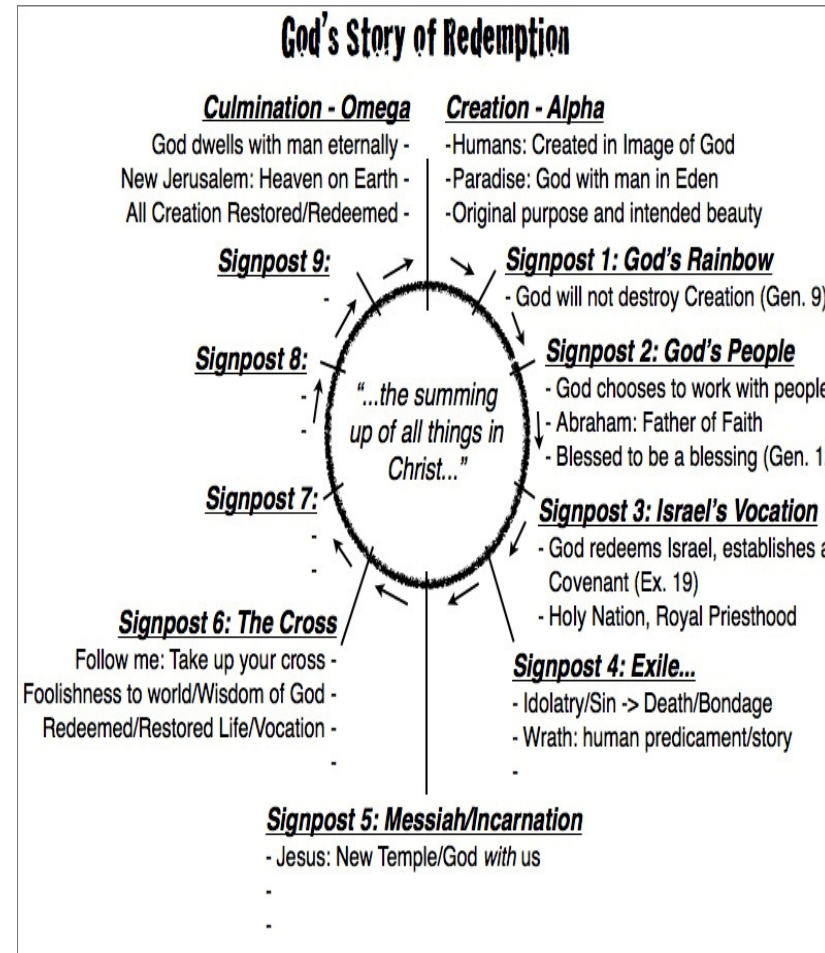 God's Story of Redemption
Culmination - Omega
God dwells with man eternally -
New Jerusalem: Heaven on Earth -
All Creation Restored/Redeemed -
Creation - Alpha
-Humans: Created in Image of God
-Paradise: God with man in Eden
-Original purpose and intended beauty
Signpost 1: God's Rainbow
- God will not destroy Creation (Gen. 9)
Signpost 2: God's People
- God chooses to work with people
- Abraham: Father of Faith
- Blessed to be a blessing (Gen.
Signpost 3: Israel's Vocation
- God redeems Israel, establishes a
Covenant (Ex. 19)
- Holy Nation, Royal Priesthood
Signpost 4: Exile...
- Idolatry/Sin -> Death/Bondage
- Wrath: human predicament/story
-
Signpost 5: Messiah/Incarnation
- Jesus: New Temple/God with us
-
-
Signpost 6: The Cross
Follow me: Take up your cross -
Foolishness to world/Wisdom of God -
Redeemed/Restored Life/Vocation -
-
Signpost 7:
-
-
Signpost 8:
-
-
Signpost 9:
-
"...the summing
up of all things in
Christ..."